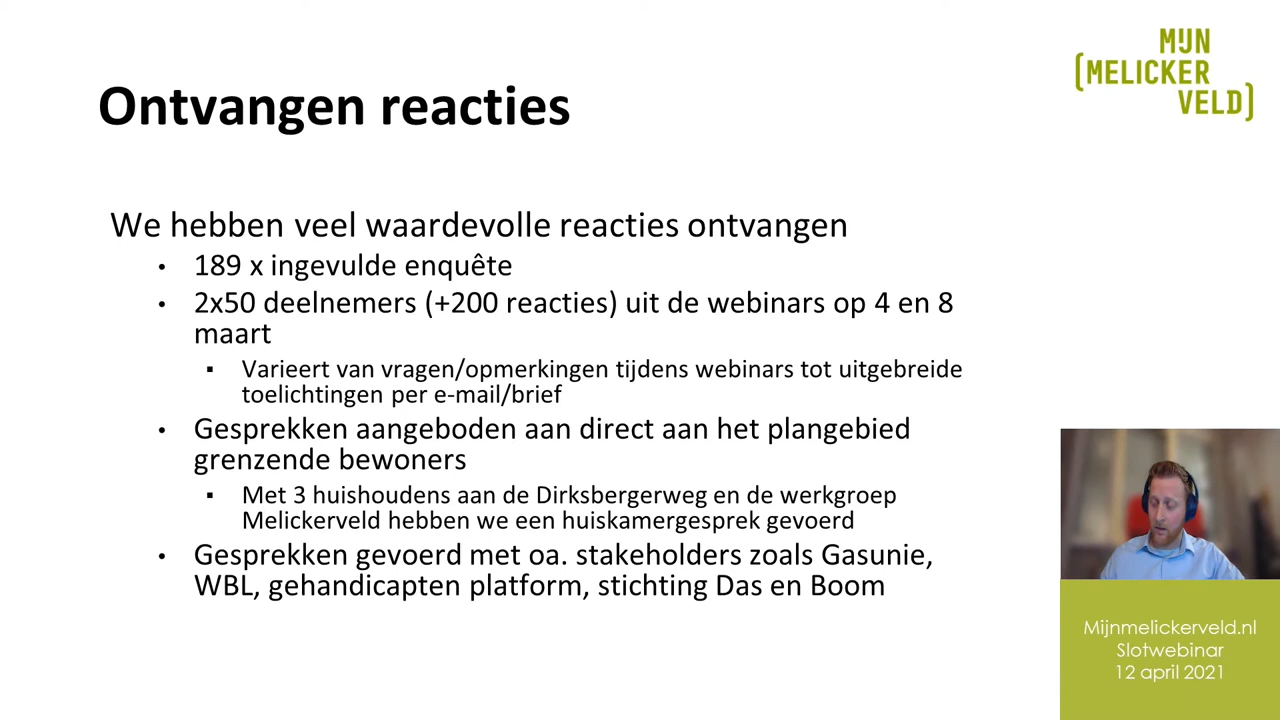 MIJN
[MELICKER
VELD]
Ontvangen reacties
We hebben veel waardevolle reacties ontvangen
• 189 x ingevulde enquête
• 2x50 deelnemers (+200 reacties) uit de webinars op 4 en 8
maart
▪ Varieert van vragen/opmerkingen tijdens webinars tot uitgebreide
toelichtingen per e-mail/brief
• Gesprekken aangeboden aan direct aan het plangebied
grenzende bewoners
▪ Met 3 huishoudens aan de Dirksbergerweg en de werkgroep
Melickerveld hebben we een huiskamergesprek gevoerd
• Gesprekken gevoerd met oa. stakeholders zoals Gasunie,
WBL, gehandicapten platform, stichting Das en Boom
Mijnmelickerveld.nl
Slotwebinar
12 april 2021